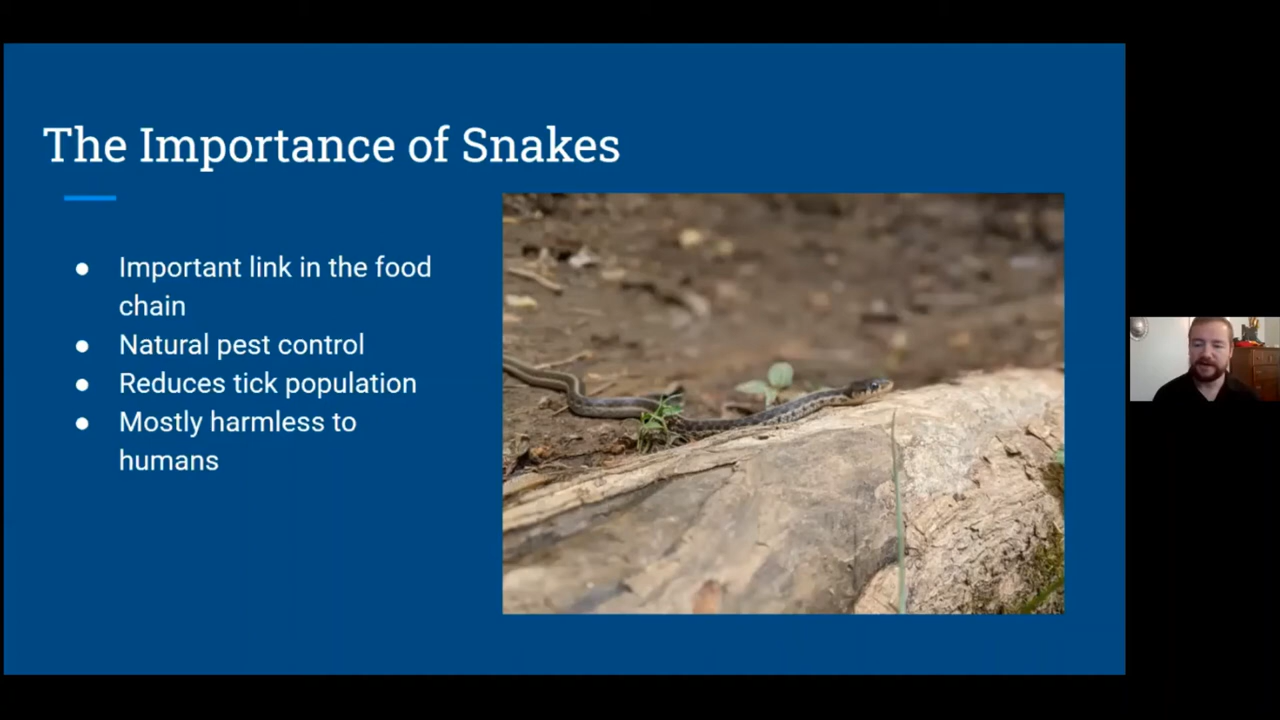 The Importance of Snakes
● Important link in the food
chain
● Natural pest control
● Reduces tick population
● Mostly harmless to
humans